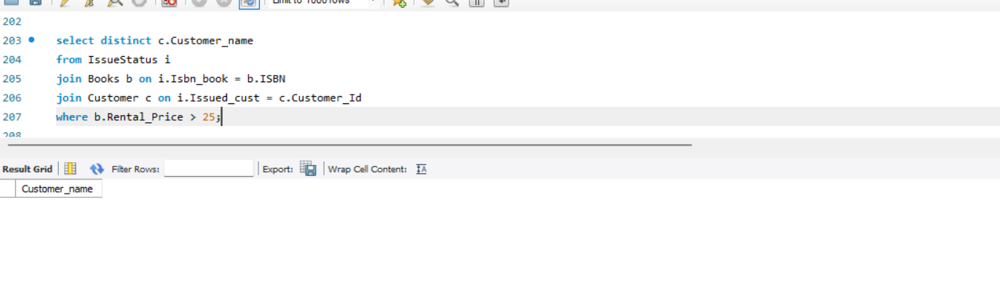 Limit to 1000 rows
202
203 select distinct c.Customer_name
204 from IssueStatus i
205 join Books b on i.Isbn_book = b.ISBN
206 join Customer c on i.Issued_cust = c.Customer_Id
207 where b.Rental_Price > 25;
208
Result Grid Filter Rows: Export: Wrap Cell Content:
Customer_name